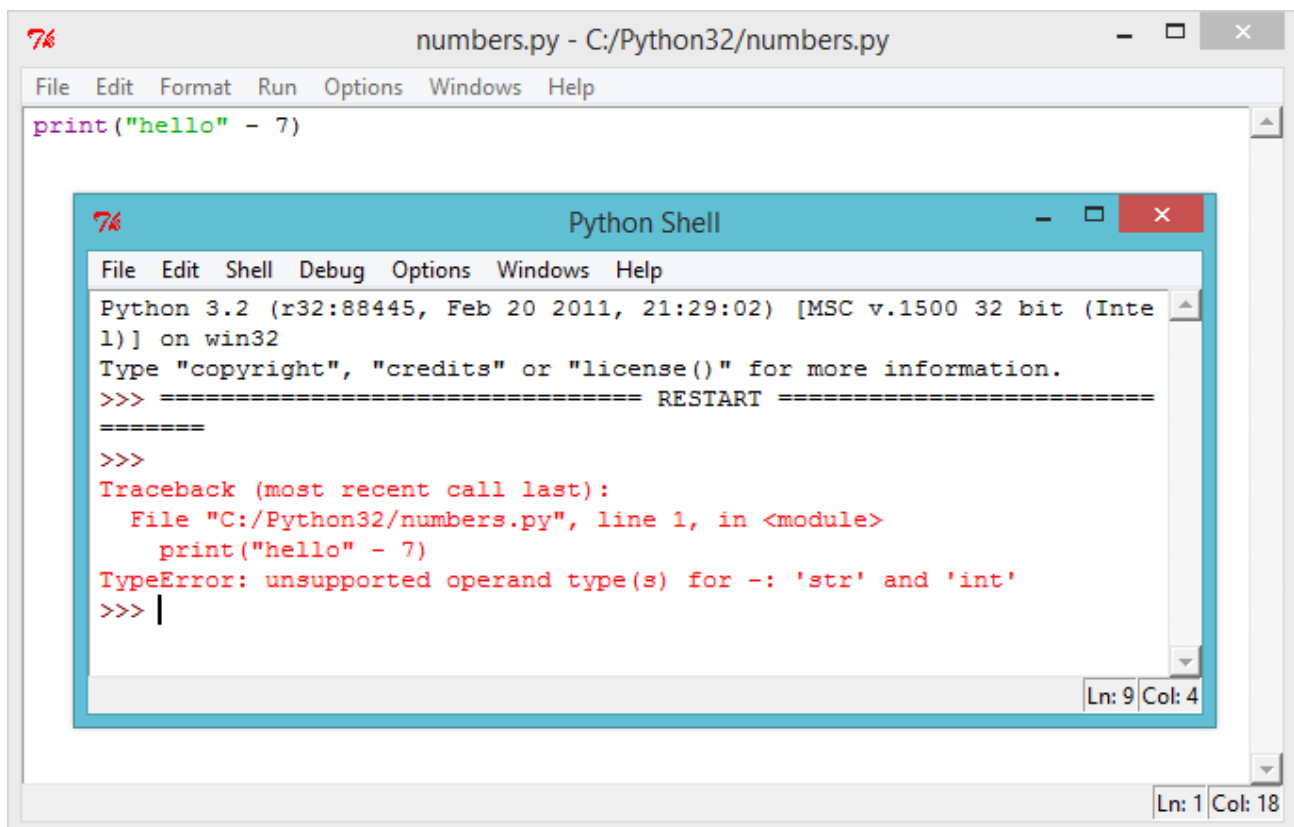 numbers.py - C:/Python32/numbers.py
File Edit Format Run Options Windows Help
print("hello" - 7)
Python Shell
File Edit Shell Debug Options Windows Help
Python 3.2 (r32:88445, Feb 20 2011, 21:29:02) [MSC v.1500 32 bit (Inte
l)] on win32
Type "copyright", "credits" or "license()" for more information.
>>> ================================ RESTART =========================
=======
>>>
Traceback (most recent call last):
  File "C:/Python32/numbers.py", line 1, in <module>
    print("hello" - 7)
TypeError: unsupported operand type(s) for -: 'str' and 'int'
>>>
Ln: 9 Col: 4
Ln: 1 Col: 18